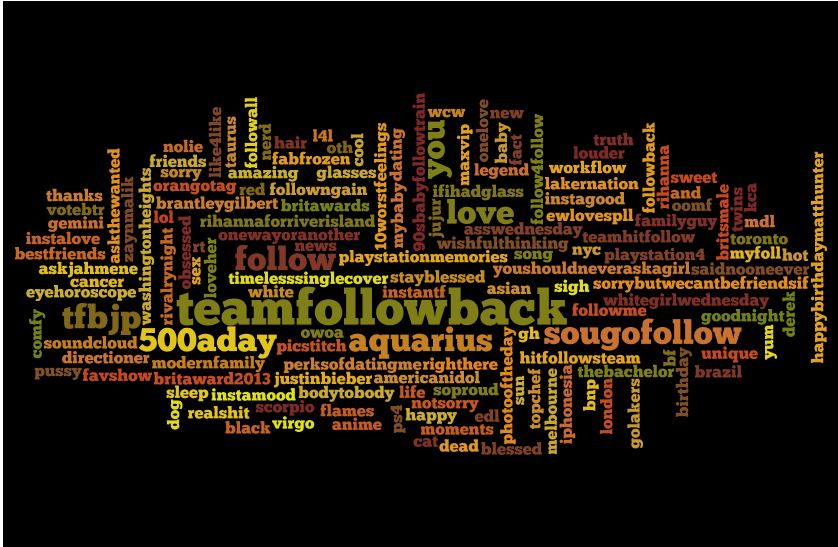 teamfollowback
sougofollow
500aday
aquarius
follow
tfbjp
love
you
wcw
new
onelove
baby
fact
maxvip
legend
follow4follow
truth
louder
workflow
lakernation
instagood
followback
rihanna
sweet
and
oomf
ewlovespll
familyguy
britsmale
twins
kca
mdl
toronto
asswednesday
teamhitfollow
wishfulthinking
ifihadglass
jujur
90sbabyfollowtrain
mybabydating
10worstfeelings
cool
oth
l4l
hair
nerd
followall
taurus
like4like
nolie
friends
sorry
amazing
fabfrozen
glasses
orangotag
red
followngain
brantleygilbert
britawards
rihannaforriverisland
onewayoranother
news
lol
rt
obsessed
sex
loveher
rivalrynight
washingtonheights
zaynmalik
askthewanted
thanks
votebtr
gemini
instalove
bestfriends
askjahmene
cancer
eyehoroscope
comfy
soundcloud
directioner
pussy
favshow
modernfamily
britaward2013
timelesssinglecover
white
instantf
stayblessed
playstationmemories
song
nyc
playstation4
myfoll
hot
youshouldneveraskagirl
saidnooneever
asian
sigh
sorrybutwecantbefriendsif
whitegirlwednesday
followme
goodnight
derek
happybirthdaymatthunter
yum
unique
brazil
bf
birthday
thebachelor
hitfollowsteam
gh
photooftheday
sun
topchef
melbourne
iphonesia
bnp
london
golakers
owoa
picstitch
perksofdatingme
righthere
justinbieber
americanidol
sleep
instamood
bodytobody
life
soproud
notsorry
dog
realshit
scorpio
flames
ps4
happy
edl
black
virgo
anime
moments
cat
dead
blessed